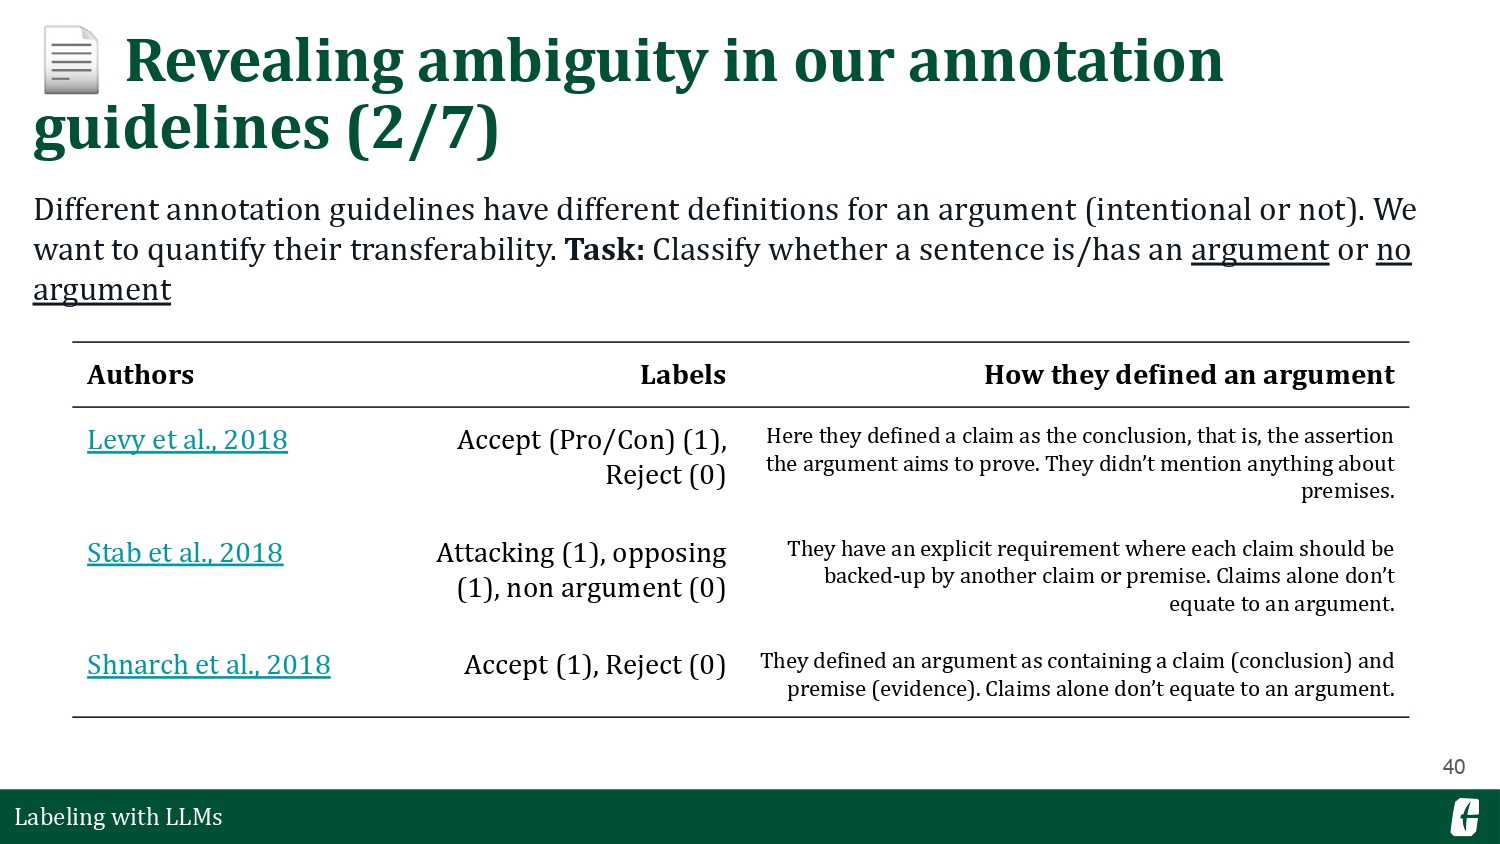 Revealing ambiguity in our annotation
guidelines (2/7)
Different annotation guidelines have different definitions for an argument (intentional or not). We
want to quantify their transferability. Task: Classify whether a sentence is/has an argument or no
argument
Authors
Labels
How they defined an argument
Levy et al., 2018
Accept (Pro/Con) (1),
Reject (0)
Here they defined a claim as the conclusion, that is, the assertion
the argument aims to prove. They didn’t mention anything about
premises.
Stab et al., 2018
Attacking (1), opposing
(1), non argument (0)
They have an explicit requirement where each claim should be
backed-up by another claim or premise. Claims alone don’t
equate to an argument.
Shnarch et al., 2018
Accept (1), Reject (0)
They defined an argument as containing a claim (conclusion) and
premise (evidence). Claims alone don’t equate to an argument.
40
Labeling with LLMs